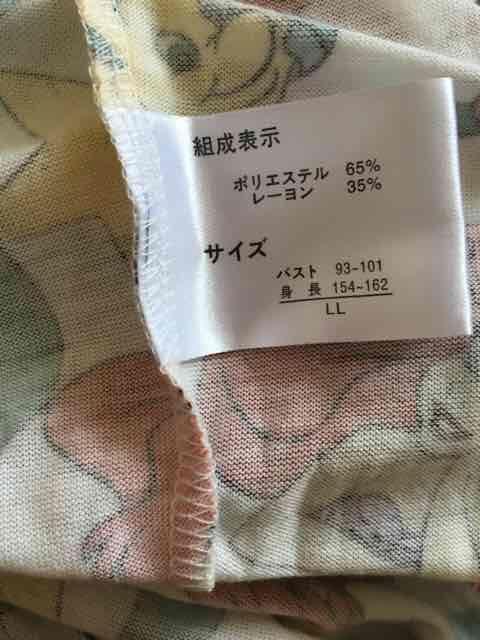 組成表示
ポリエステル 65%
レーヨン 35%
サイズ
バスト 93-101
身 長 154~162
LL